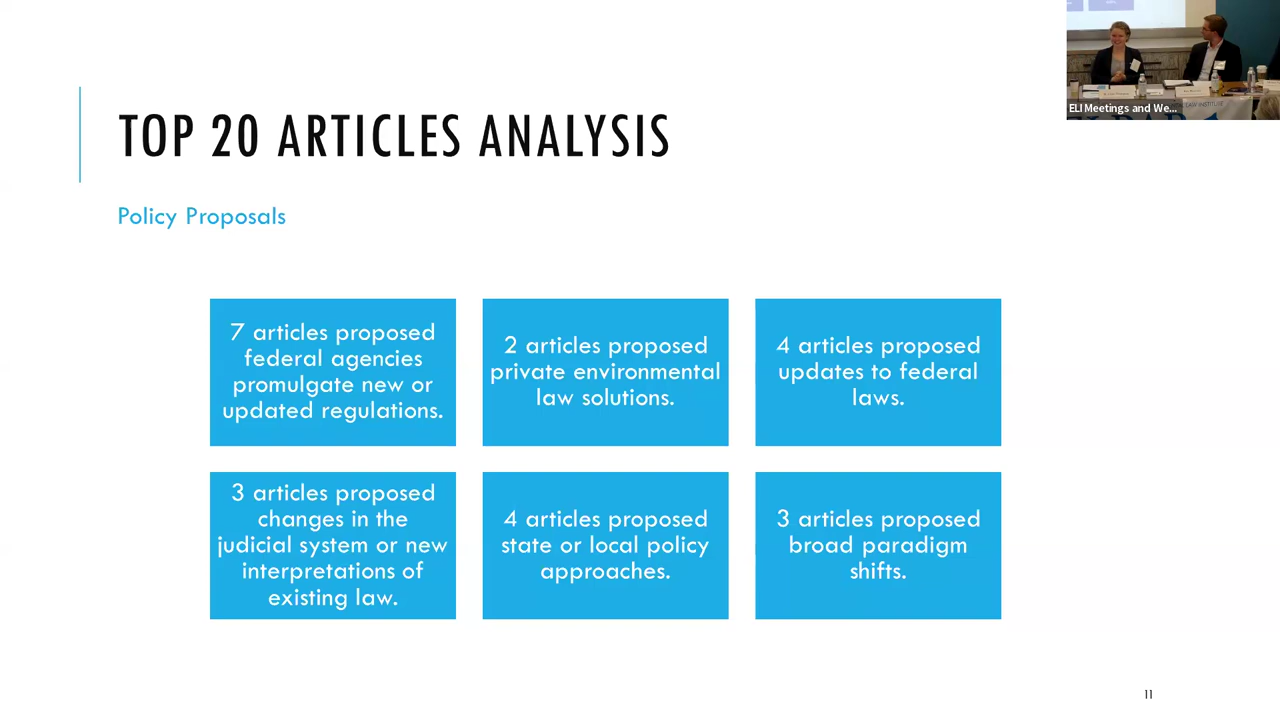 TOP 20 ARTICLES ANALYSIS
Policy Proposals
7 articles proposed
federal agencies
promulgate new or
updated regulations.
2 articles proposed
private environmental
law solutions.
4 articles proposed
updates to federal
laws.
3 articles proposed
changes in the
judicial system or new
interpretations of
existing law.
4 articles proposed
state or local policy
approaches.
3 articles proposed
broad paradigm
shifts.
ELI Meetings and We...
11